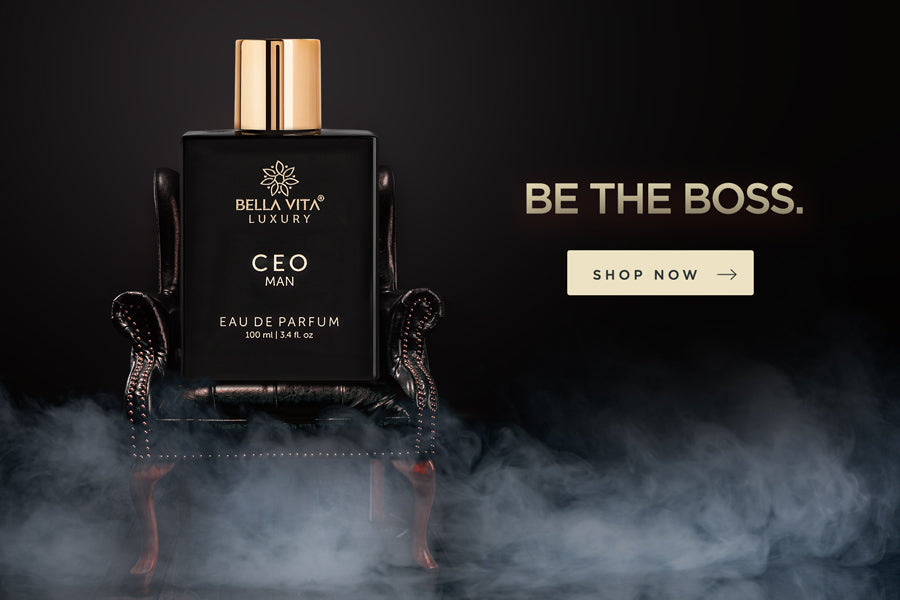 BELLA VITA®
LUXURY
CEO
MAN
EAU DE PARFUM
100 ml | 3.4 fl. oz
BE THE BOSS.
SHOP NOW →